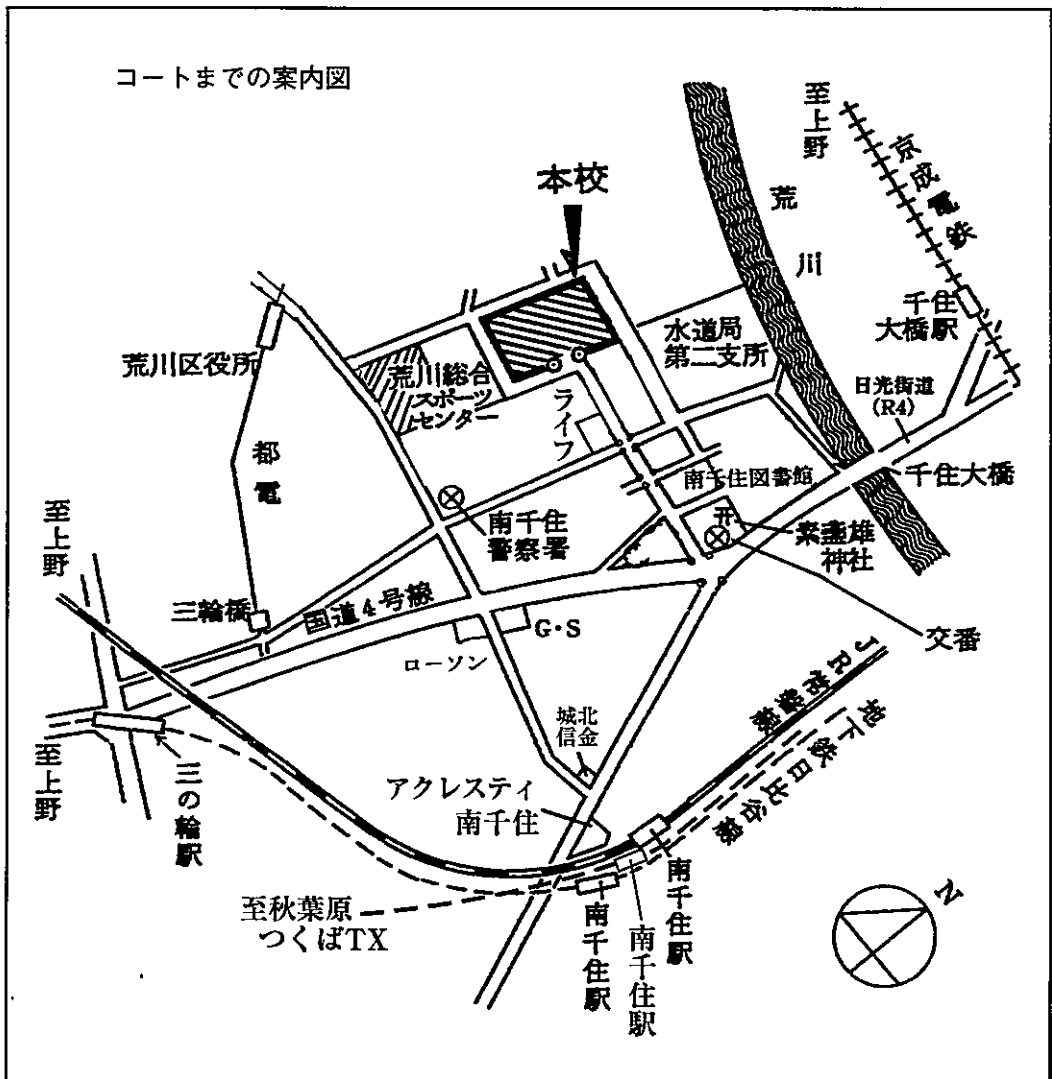 コートまでの案内図
至上野
京成電鉄
本校
荒川
千住
大橋駅
水道局
第二支所
荒川区役所
荒川総合
スポーツ
センター
ライフ
日光街道
(R4)
都電
南千住図書館
千住大橋
至上野
南千住
警察署
素盞雄
神社
三輪橋
国道4号線
G・S
ローソン
交番
JR常磐線
地下鉄日比谷線
城北
信金
至上野
三の輪駅
アクレスティ
南千住
至秋葉原
つくばTX
南千住駅
南千住駅
南千住駅
N